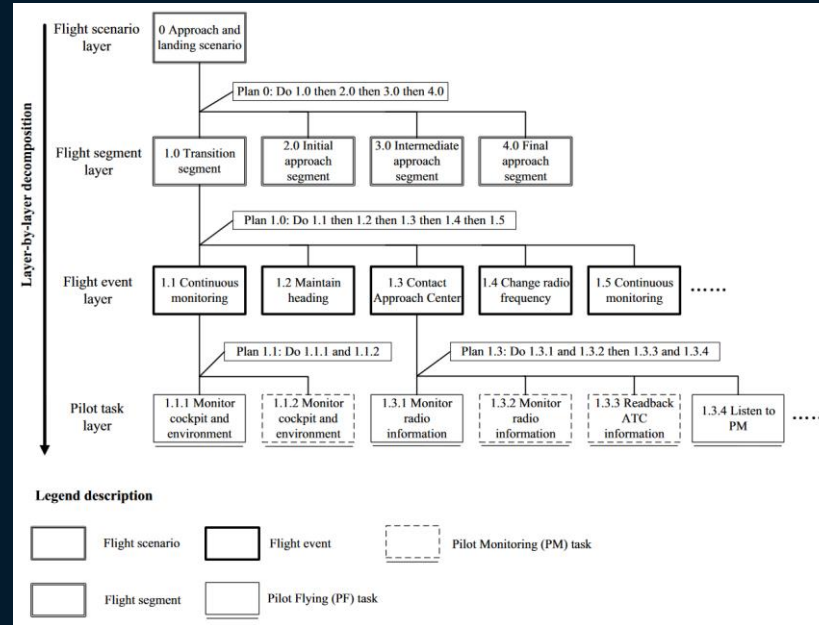 Flight scenario
layer
0 Approach and
landing scenario
Plan 0: Do 1.0 then 2.0 then 3.0 then 4.0
Layer-by-layer decomposition
Flight segment
layer
1.0 Transition
segment
2.0 Initial
approach
segment
3.0 Intermediate
approach
segment
4.0 Final
approach
segment
Plan 1.0: Do 1.1 then 1.2 then 1.3 then 1.4 then 1.5
Flight event
layer
1.1 Continuous
monitoring
1.2 Maintain
heading
1.3 Contact
Approach Center
1.4 Change radio
frequency
1.5 Continuous
monitoring
......
Plan 1.1: Do 1.1.1 and 1.1.2
Plan 1.3: Do 1.3.1 and 1.3.2 then 1.3.3 and 1.3.4
Pilot task
layer
1.1.1 Monitor
cockpit and
environment
1.1.2 Monitor
cockpit and
environment
1.3.1 Monitor
radio
information
1.3.2 Monitor
radio
information
1.3.3 Readback
ATC
information
1.3.4 Listen to
PM
.....
Legend description
Flight scenario
Flight event
Pilot Monitoring (PM) task
Flight segment
Pilot Flying (PF) task